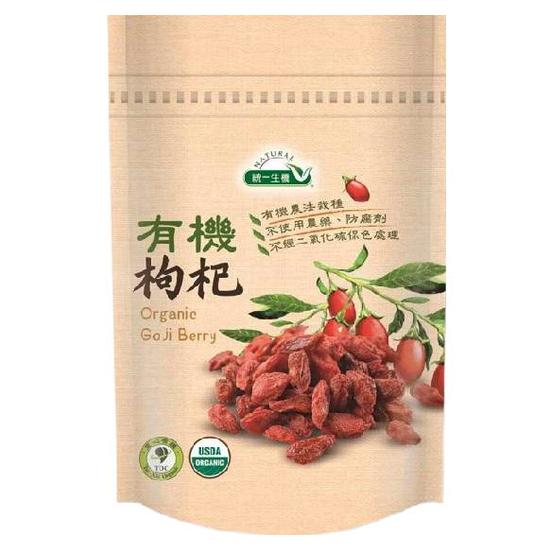 NATURAL
統一生機
有機農法栽種
不使用農藥、防腐劑
不經二氧化硫保色處理
有機
枸杞
Organic
Goji Berry
TOC
USDA
ORGANIC